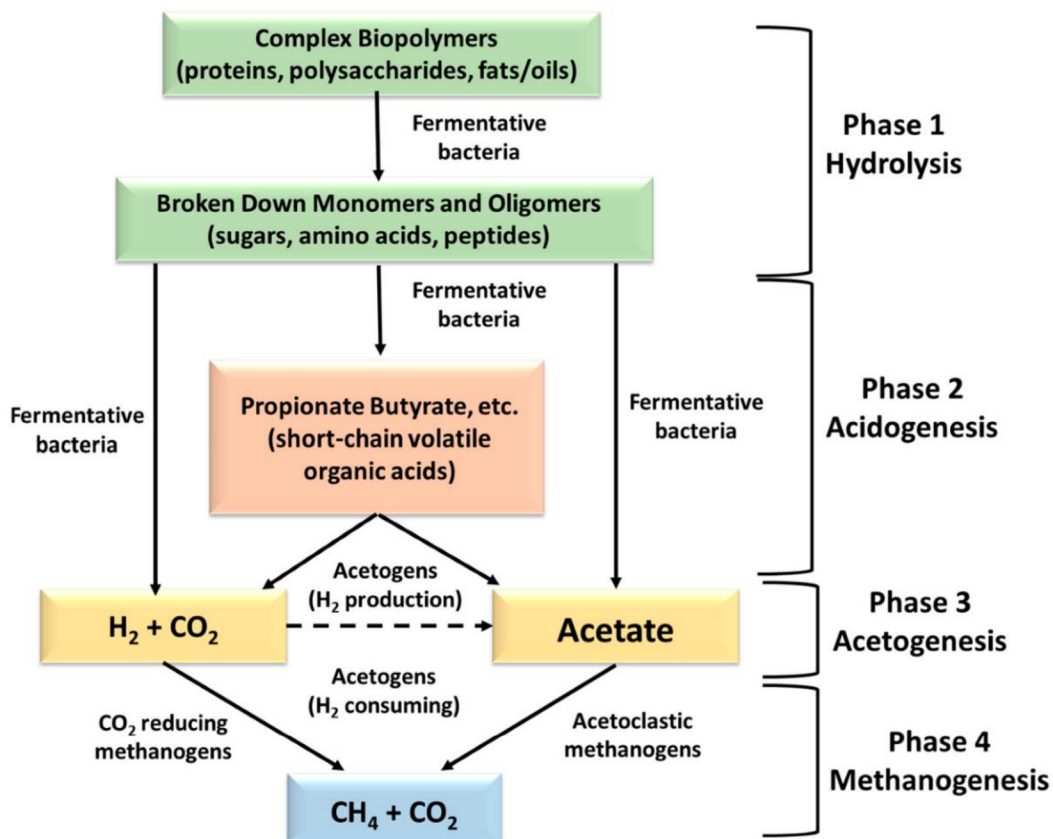 Complex Biopolymers
(proteins, polysaccharides, fats/oils)
Fermentative
bacteria
Phase 1
Hydrolysis
Broken Down Monomers and Oligomers
(sugars, amino acids, peptides)
Fermentative
bacteria
Fermentative
bacteria
Propionate Butyrate, etc.
(short-chain volatile
organic acids)
Fermentative
bacteria
Phase 2
Acidogenesis
Acetogens
(H₂ production)
H₂ + CO₂
Acetate
Phase 3
Acetogenesis
Acetogens
(H₂ consuming)
CO₂ reducing
methanogens
Acetoclastic
methanogens
Phase 4
Methanogenesis
CH₄ + CO₂